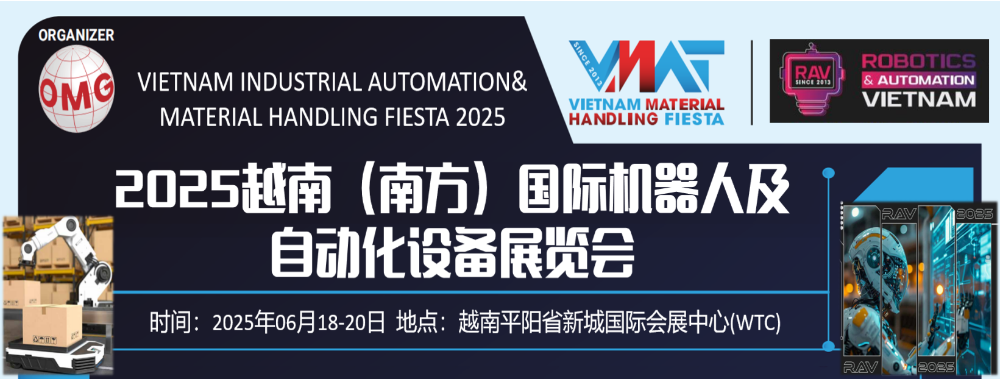 ORGANIZER
OMG
VIETNAM INDUSTRIAL AUTOMATION&
MATERIAL HANDLING FIESTA 2025
SINCE 2013
VMAT
VIETNAM MATERIAL
HANDLING FIESTA
RAV
SINCE 2013
ROBOTICS
& AUTOMATION
VIETNAM
2025越南（南方）国际机器人及
自动化设备展览会
时间：2025年06月18-20日 地点：越南平阳省新城国际会展中心(WTC)
RAV
2025
RAV
2025